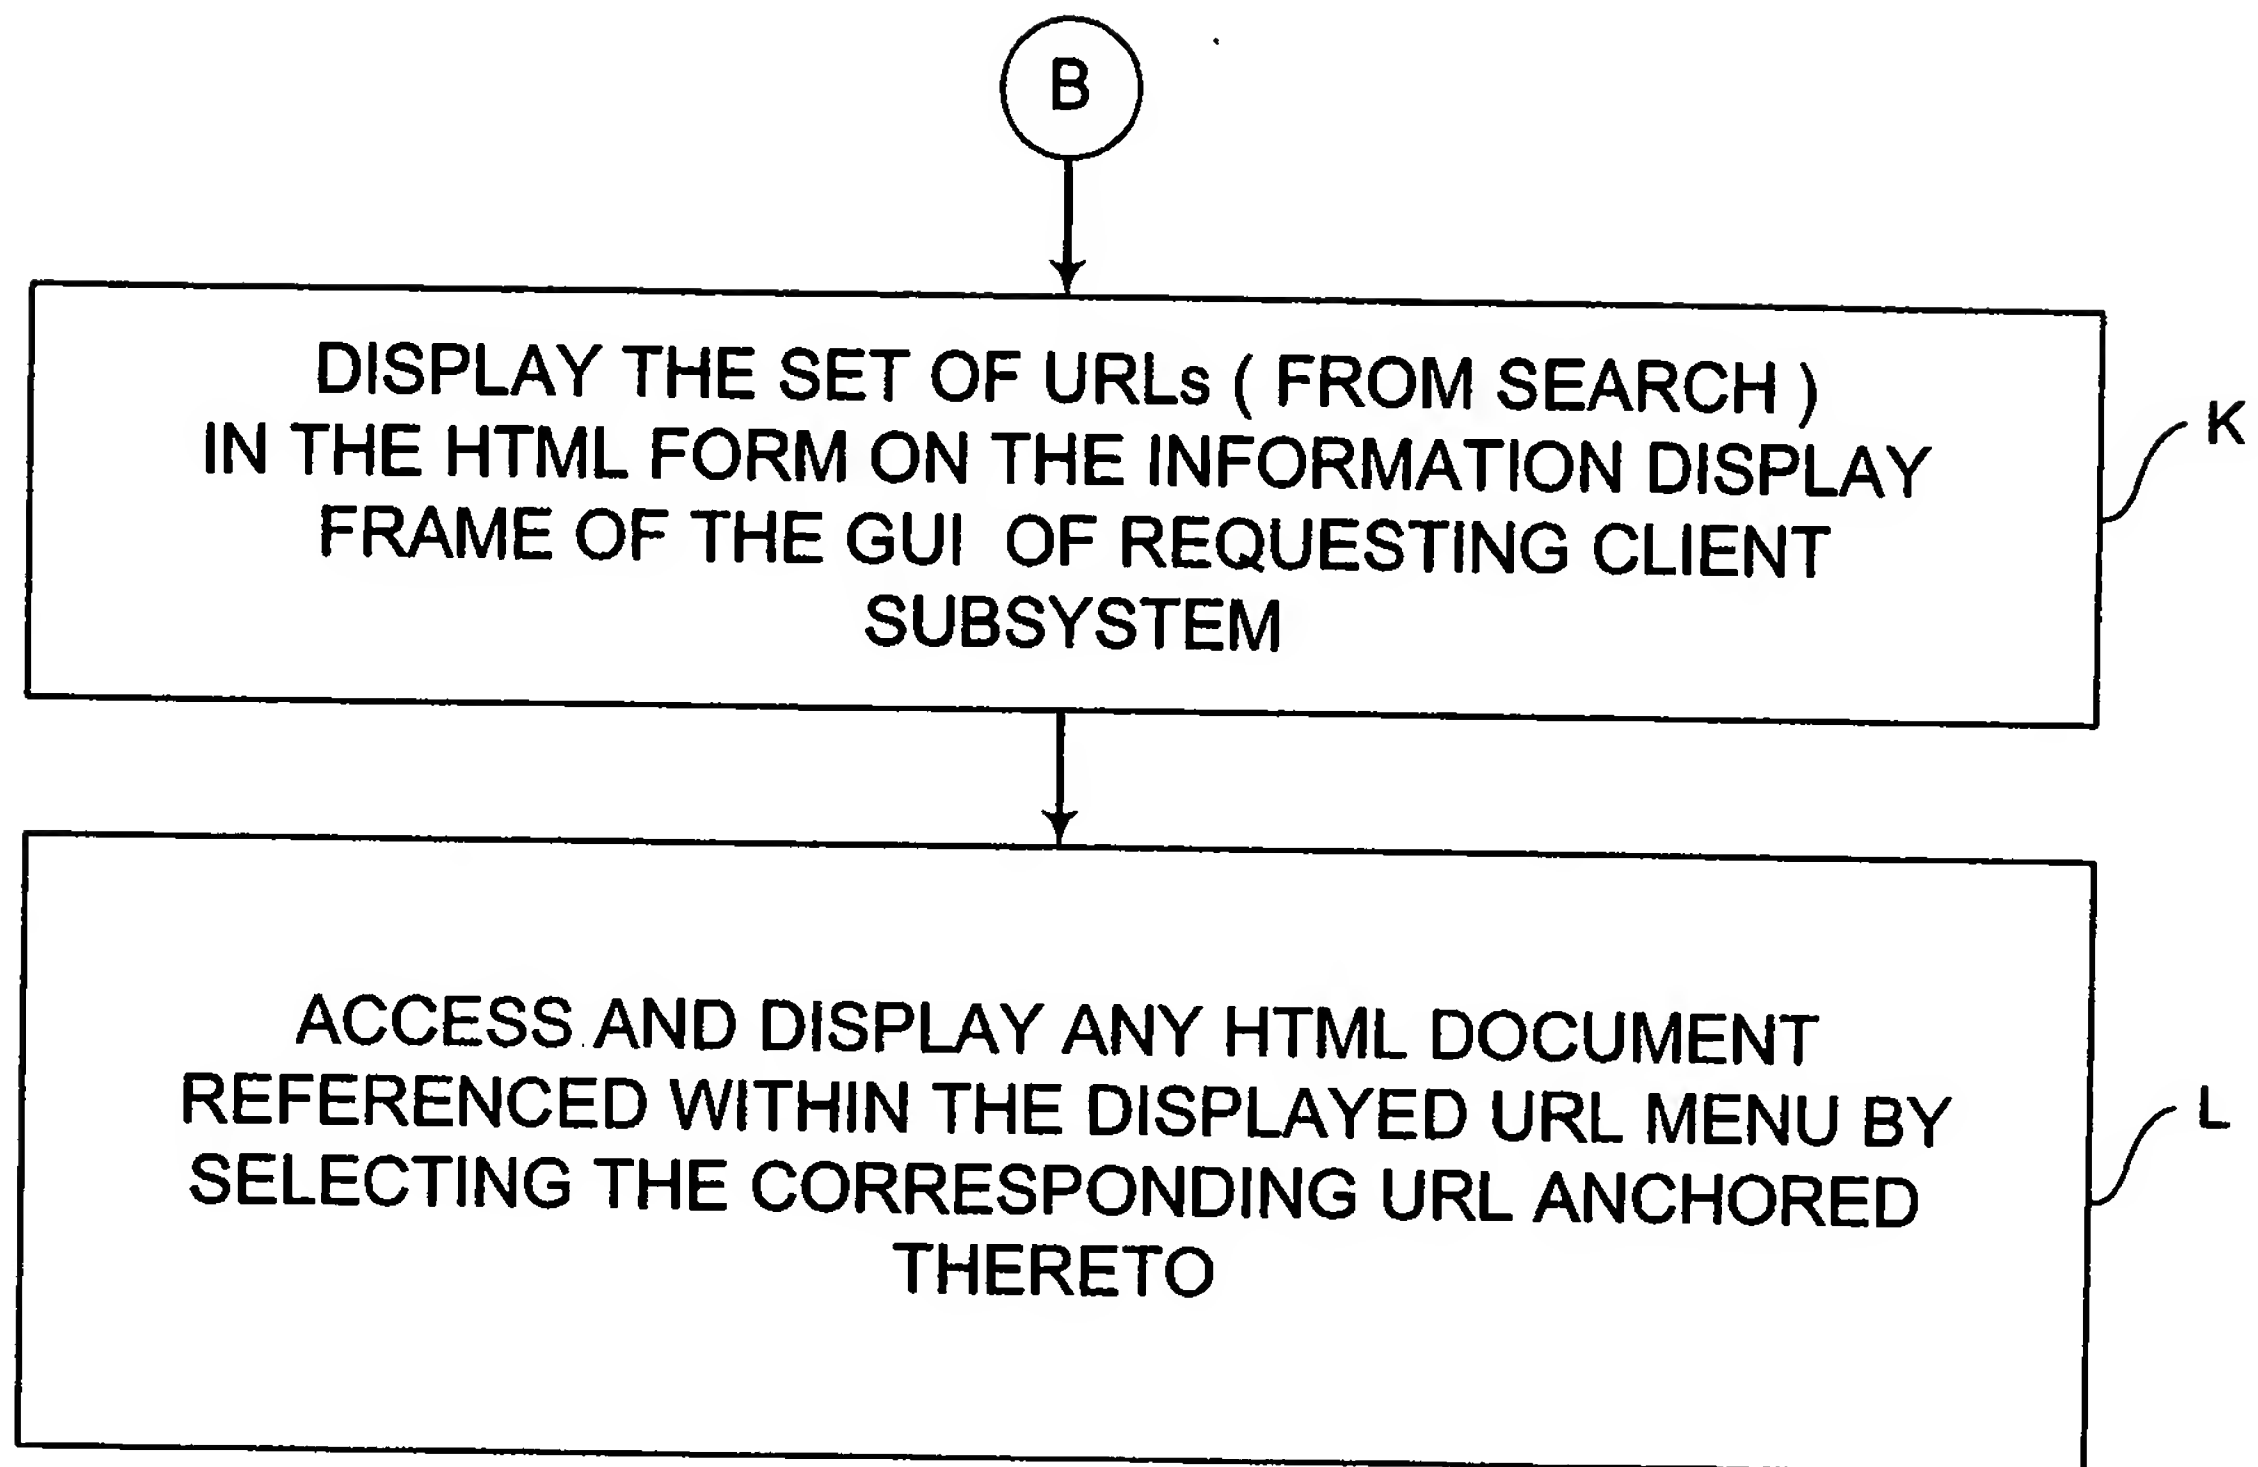 B
DISPLAY THE SET OF URLs ( FROM SEARCH )
IN THE HTML FORM ON THE INFORMATION DISPLAY
FRAME OF THE GUI OF REQUESTING CLIENT
SUBSYSTEM
K
ACCESS AND DISPLAY ANY HTML DOCUMENT
REFERENCED WITHIN THE DISPLAYED URL MENU BY
SELECTING THE CORRESPONDING URL ANCHORED
THERETO
L